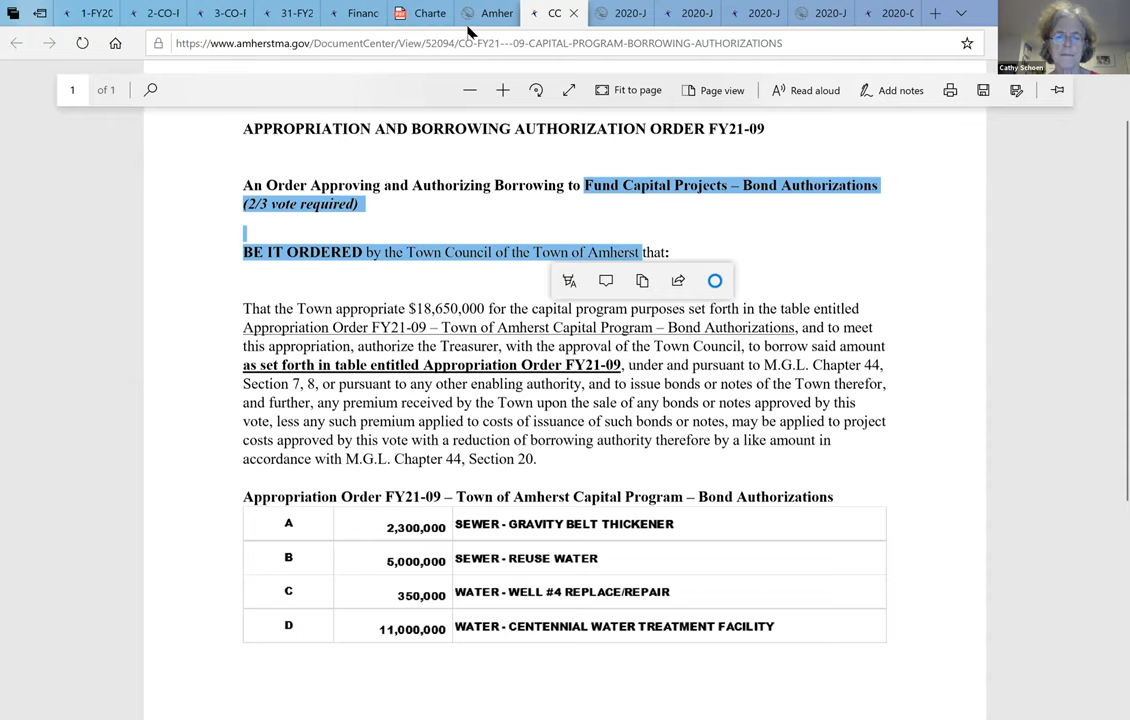 1-FY20
2-CO-F
3-CO-F
31-FY2
Financ
Charte
Amher
CC
2020-J
2020-J
2020-J
2020-J
2020-C
https://www.amherstma.gov/DocumentCenter/View/52094/CO-FY21---09-CAPITAL-PROGRAM-BORROWING-AUTHORIZATIONS
Cathy Schoen
1 of 1
Fit to page
Page view
Read aloud
Add notes
APPROPRIATION AND BORROWING AUTHORIZATION ORDER FY21-09
An Order Approving and Authorizing Borrowing to Fund Capital Projects – Bond Authorizations
(2/3 vote required)
BE IT ORDERED by the Town Council of the Town of Amherst that:
That the Town appropriate $18,650,000 for the capital program purposes set forth in the table entitled
Appropriation Order FY21-09 – Town of Amherst Capital Program – Bond Authorizations, and to meet
this appropriation, authorize the Treasurer, with the approval of the Town Council, to borrow said amount
as set forth in table entitled Appropriation Order FY21-09, under and pursuant to M.G.L. Chapter 44,
Section 7, 8, or pursuant to any other enabling authority, and to issue bonds or notes of the Town therefor,
and further, any premium received by the Town upon the sale of any bonds or notes approved by this
vote, less any such premium applied to costs of issuance of such bonds or notes, may be applied to project
costs approved by this vote with a reduction of borrowing authority therefore by a like amount in
accordance with M.G.L. Chapter 44, Section 20.
Appropriation Order FY21-09 – Town of Amherst Capital Program – Bond Authorizations
A 2,300,000 SEWER - GRAVITY BELT THICKENER
B 5,000,000 SEWER - REUSE WATER
C 350,000 WATER - WELL #4 REPLACE/REPAIR
D 11,000,000 WATER - CENTENNIAL WATER TREATMENT FACILITY